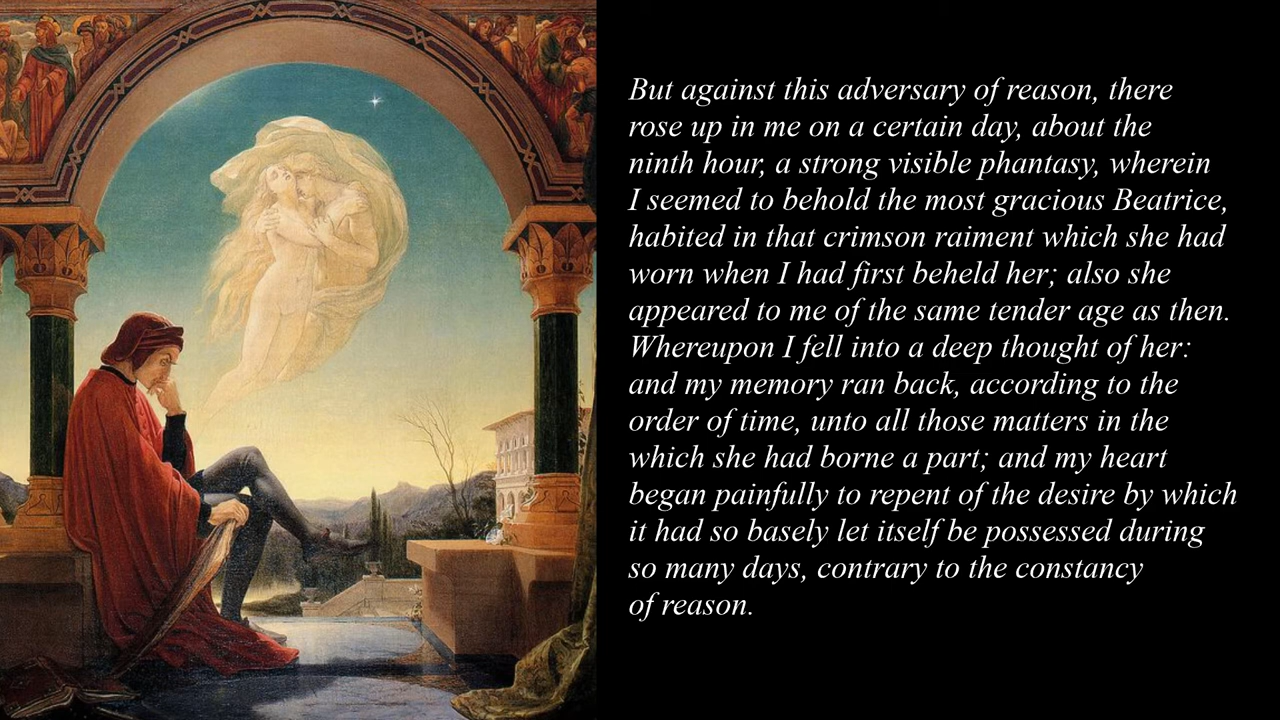 But against this adversary of reason, there
rose up in me on a certain day, about the
ninth hour, a strong visible phantasy, wherein
I seemed to behold the most gracious Beatrice,
habited in that crimson raiment which she had
worn when I had first beheld her; also she
appeared to me of the same tender age as then.
Whereupon I fell into a deep thought of her:
and my memory ran back, according to the
order of time, unto all those matters in the
which she had borne a part; and my heart
began painfully to repent of the desire by which
it had so basely let itself be possessed during
so many days, contrary to the constancy
of reason.